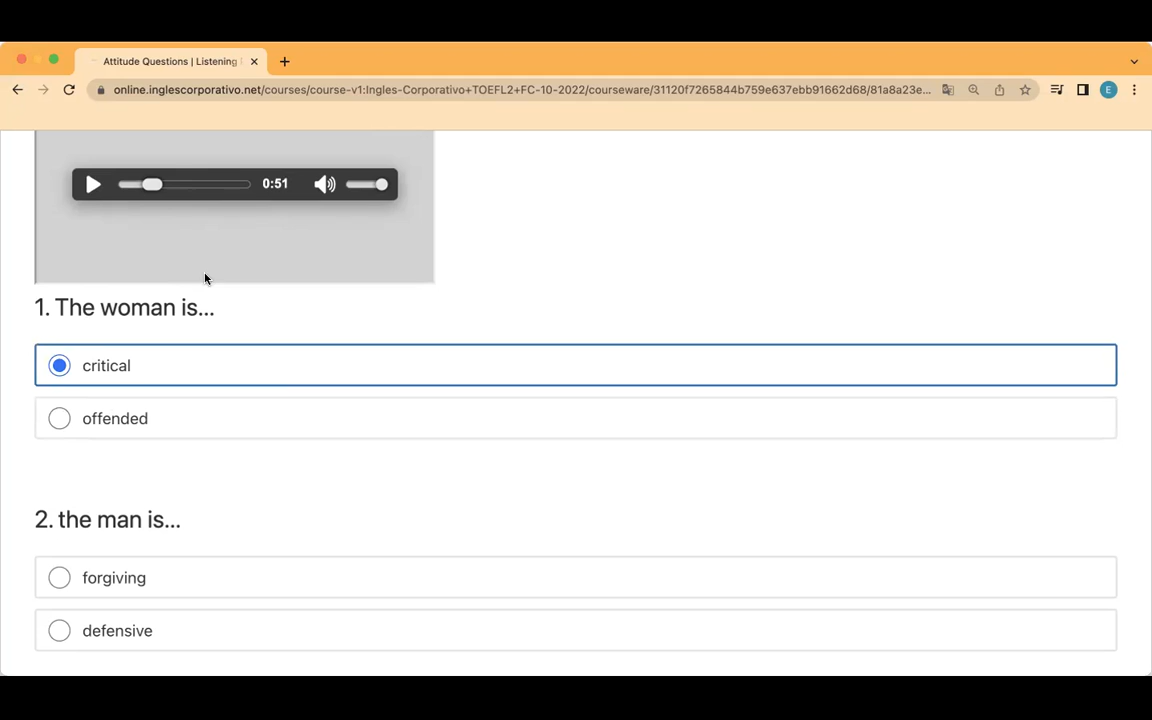 Attitude Questions | Listening
online.inglescorporativo.net/courses/course-v1:Ingles-Corporativo+TOEFL2+FC-10-2022/courseware/31120f7265844b759e637ebb91662d68/81a8a23e...
E
0:51
1. The woman is...
critical
offended
2. the man is...
forgiving
defensive